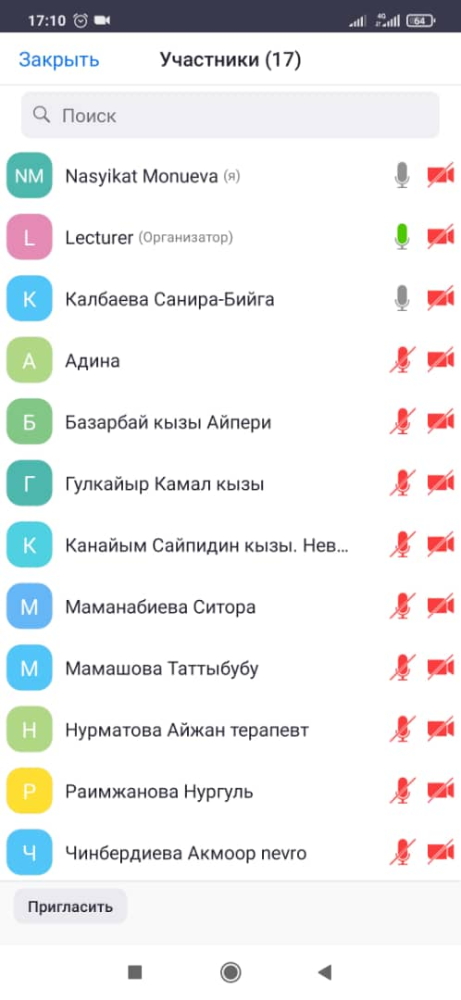 17:10 4G 64
Закрыть Участники (17)
Поиск
NM Nasyikat Monueva (я)
L Lecturer (Организатор)
К Калбаева Санира-Бийга
А Адина
Б Базарбай кызы Айпери
Г Гулкайыр Камал кызы
К Канайым Сайпидин кызы. Нев...
М Маманабиева Ситора
М Мамашова Таттыбубу
Н Нурматова Айжан терапевт
Р Раимжанова Нургуль
Ч Чинбердиева Акмоор nevro
Пригласить